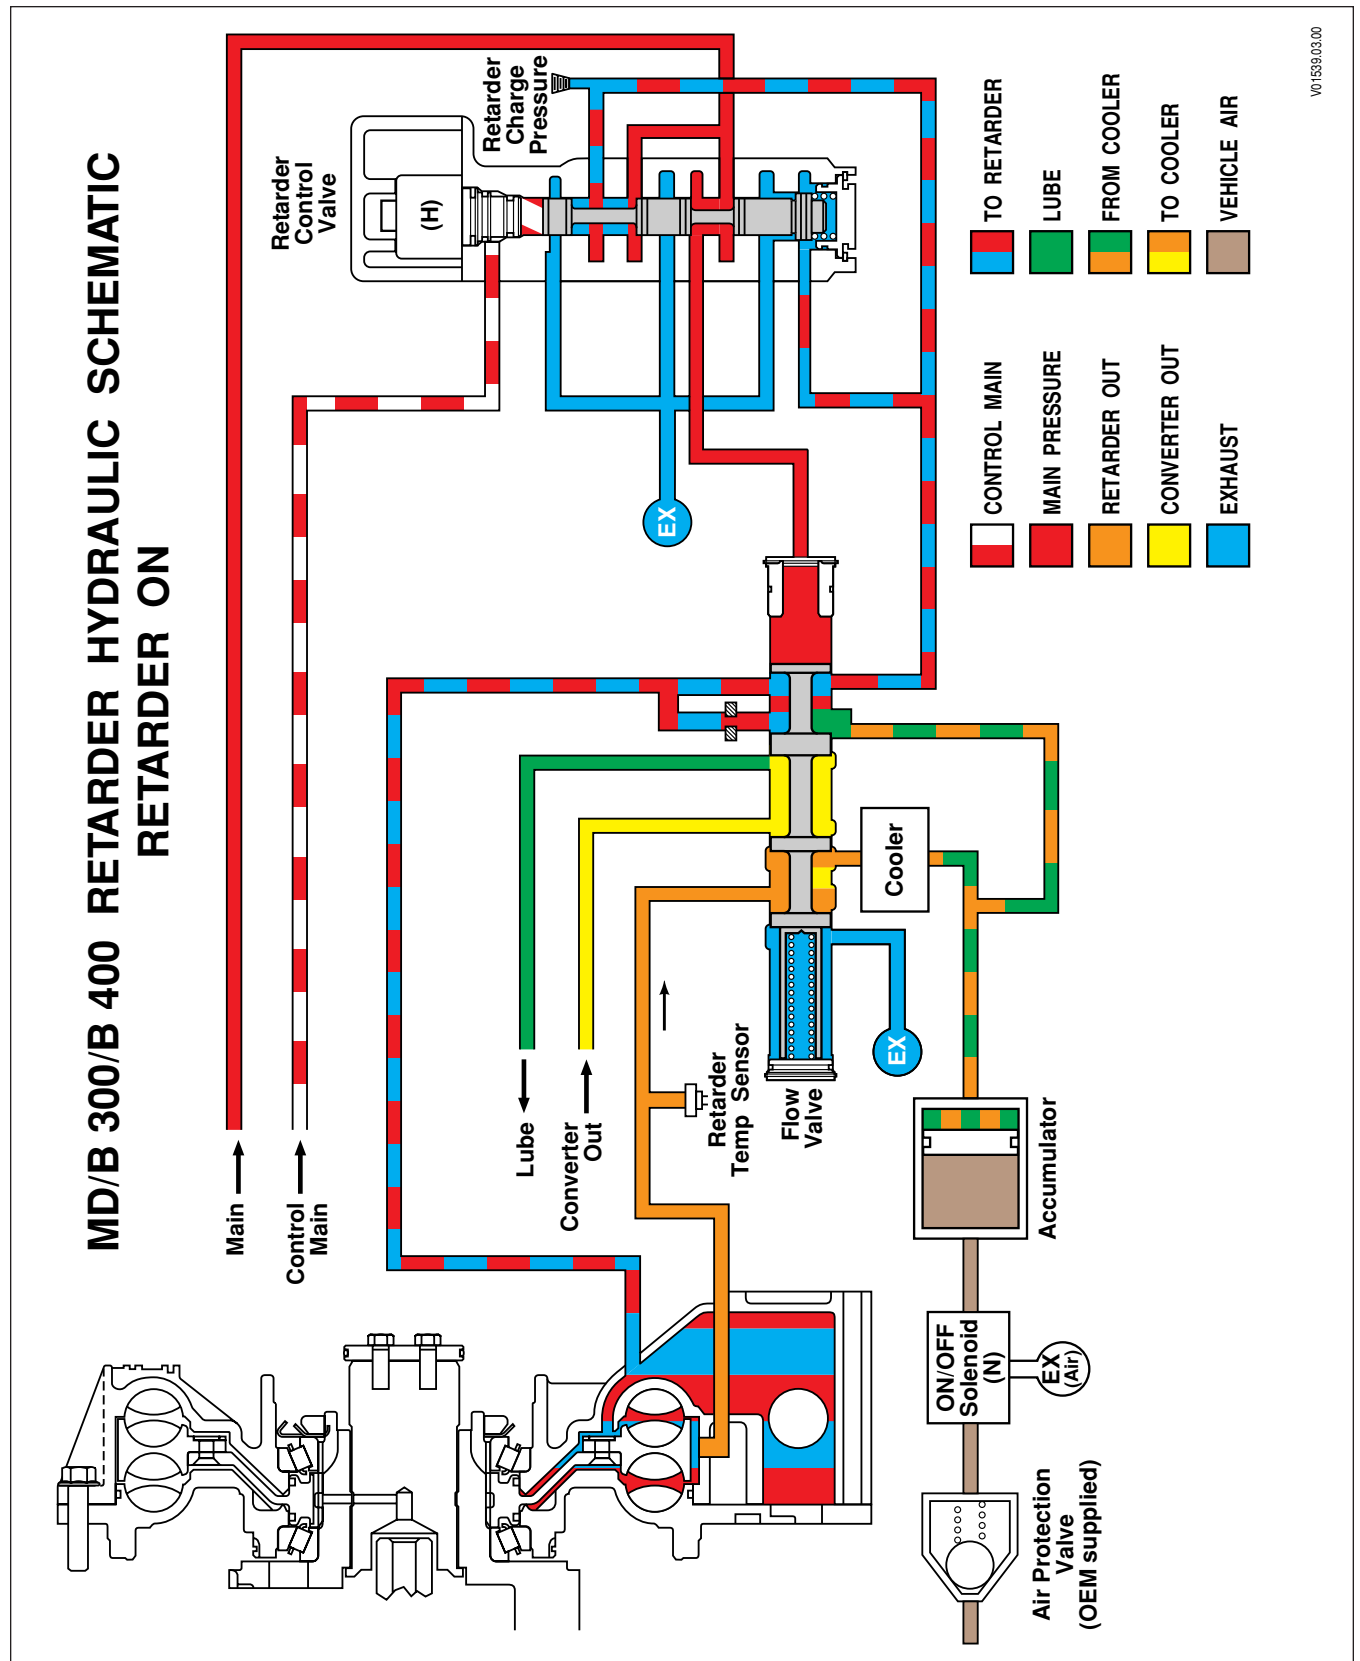 MD/B 300/B 400 RETARDER HYDRAULIC SCHEMATIC
RETARDER ON
Main
Control
Main
Retarder
Control
Valve
(H)
Retarder
Charge
Pressure
EX
Lube
Converter
Out
Retarder
Temp Sensor
Flow
Valve
EX
Cooler
Accumulator
ON/OFF
Solenoid
(N)
EX
(Air)
Air Protection
Valve
(OEM supplied)
CONTROL MAIN
MAIN PRESSURE
RETARDER OUT
CONVERTER OUT
EXHAUST
TO RETARDER
LUBE
FROM COOLER
TO COOLER
VEHICLE AIR
V01539.03.00